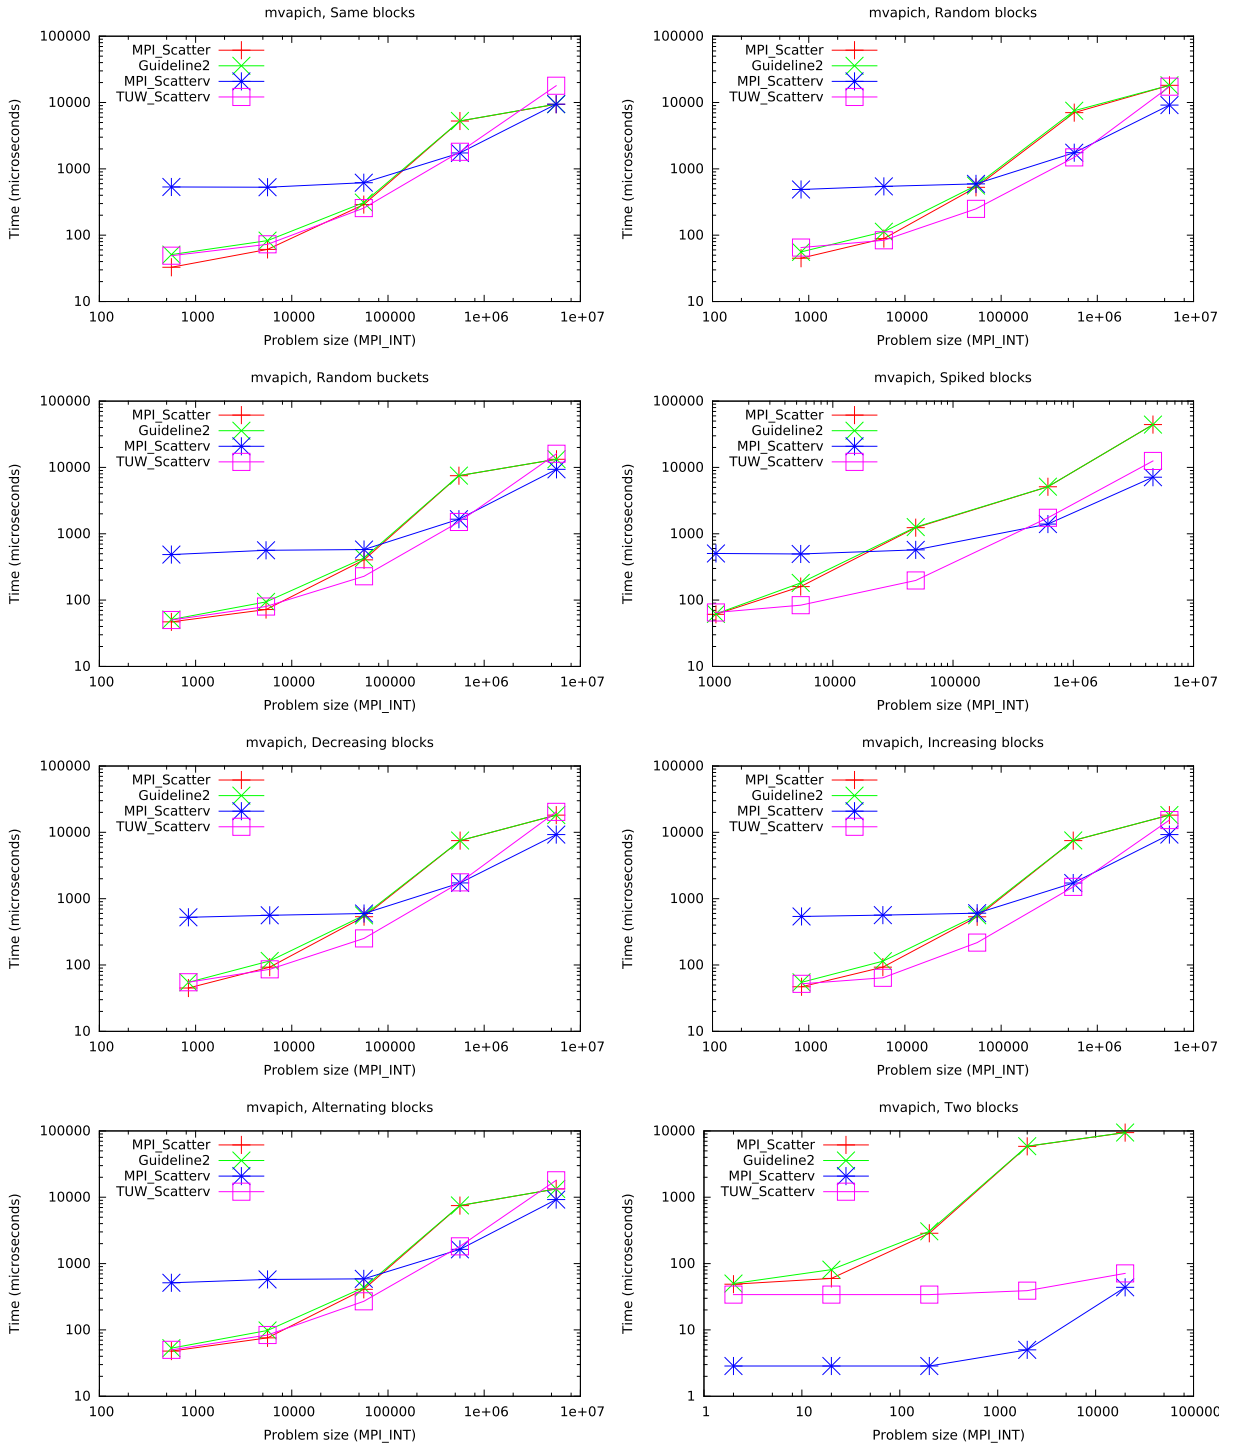 mvapich, Same blocks
Time (microseconds)
100000
10000
1000
100
10
MPI_Scatter
Guideline2
MPI_Scatterv
TUW_Scatterv
100 1000 10000 100000 1e+06 1e+07
Problem size (MPI_INT)
mvapich, Random blocks
Time (microseconds)
100000
10000
1000
100
10
MPI_Scatter
Guideline2
MPI_Scatterv
TUW_Scatterv
100 1000 10000 100000 1e+06 1e+07
Problem size (MPI_INT)
mvapich, Random buckets
Time (microseconds)
100000
10000
1000
100
10
MPI_Scatter
Guideline2
MPI_Scatterv
TUW_Scatterv
100 1000 10000 100000 1e+06 1e+07
Problem size (MPI_INT)
mvapich, Spiked blocks
Time (microseconds)
100000
10000
1000
100
10
MPI_Scatter
Guideline2
MPI_Scatterv
TUW_Scatterv
1000 10000 100000 1e+06 1e+07
Problem size (MPI_INT)
mvapich, Decreasing blocks
Time (microseconds)
100000
10000
1000
100
10
MPI_Scatter
Guideline2
MPI_Scatterv
TUW_Scatterv
100 1000 10000 100000 1e+06 1e+07
Problem size (MPI_INT)
mvapich, Increasing blocks
Time (microseconds)
100000
10000
1000
100
10
MPI_Scatter
Guideline2
MPI_Scatterv
TUW_Scatterv
100 1000 10000 100000 1e+06 1e+07
Problem size (MPI_INT)
mvapich, Alternating blocks
Time (microseconds)
100000
10000
1000
100
10
MPI_Scatter
Guideline2
MPI_Scatterv
TUW_Scatterv
100 1000 10000 100000 1e+06 1e+07
Problem size (MPI_INT)
mvapich, Two blocks
Time (microseconds)
10000
1000
100
10
1
MPI_Scatter
Guideline2
MPI_Scatterv
TUW_Scatterv
1 10 100 1000 10000 100000
Problem size (MPI_INT)